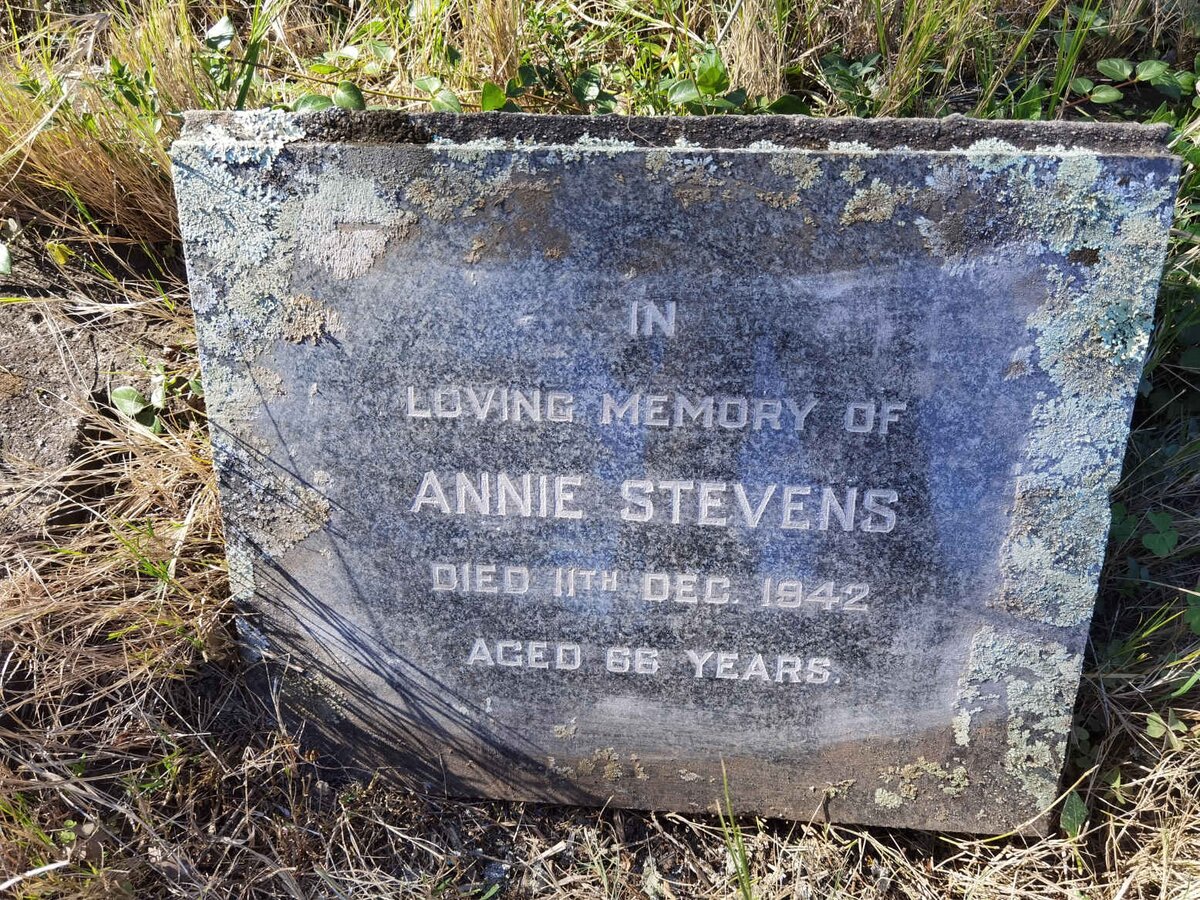 IN
LOVING MEMORY OF
ANNIE STEVENS
DIED 11TH DEC. 1942
AGED 66 YEARS.